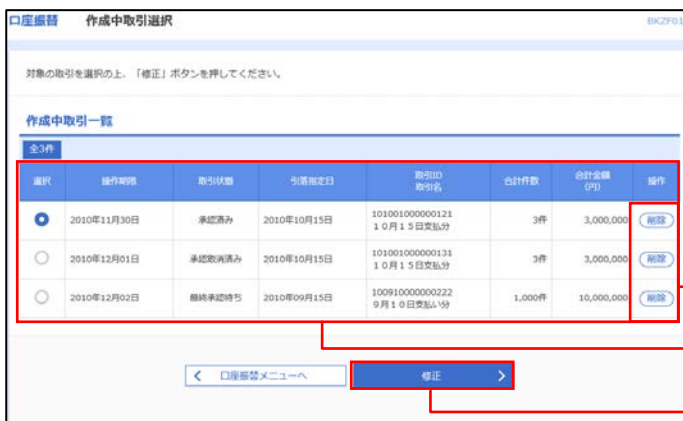 口座振替 作成中取引選択 BKZF01
対象の取引を選択の上、「修正」ボタンを押してください。
作成中取引一覧
全3件
選択 操作期限 取引状態 引落指定日 取引ID 取引名 合計件数 合計金額(円) 操作
2010年11月30日 承認済み 2010年10月15日 101001000000121 3件 3,000,000 削除
10月15日支払分
2010年12月01日 承認取消済み 2010年10月15日 101001000000131 3件 3,000,000 削除
10月15日支払分
2010年12月02日 最終承認待ち 2010年09月15日 100910000000222 1,000件 10,000,000 削除
9月10日支払い分
口座振替メニューへ 修正